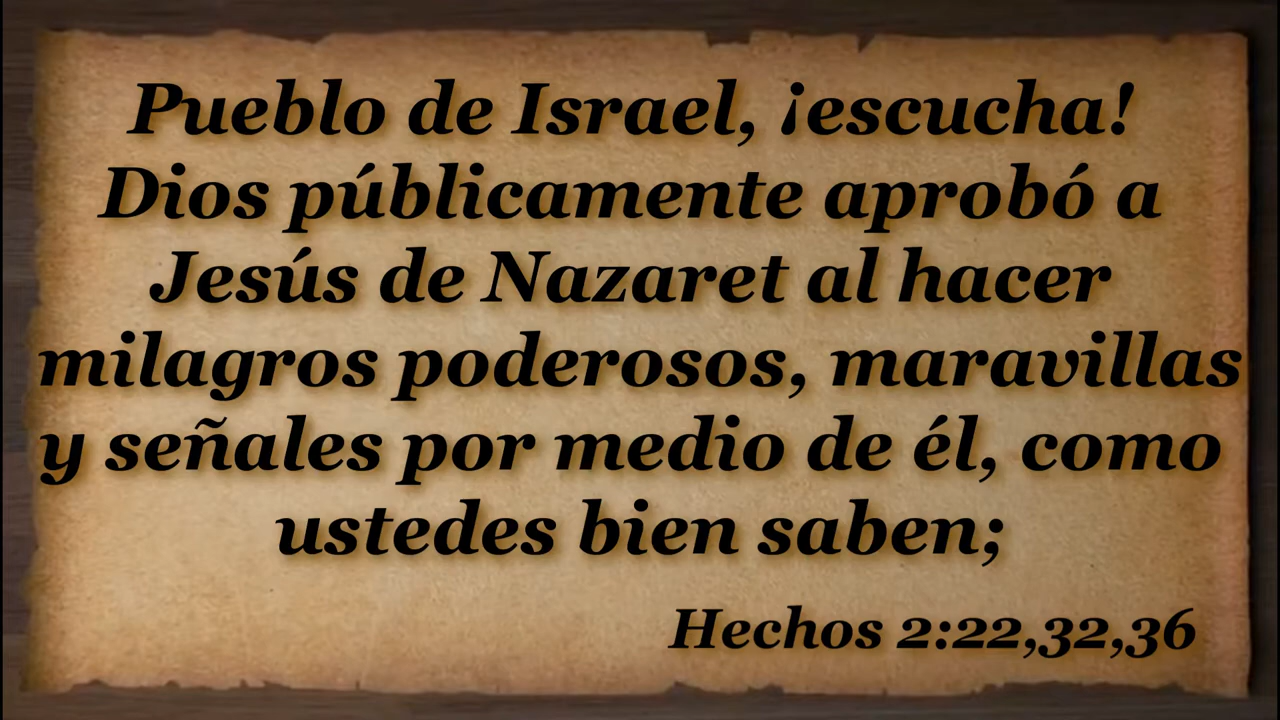 Pueblo de Israel, ¡escucha!
Dios públicamente aprobó a
Jesús de Nazaret al hacer
milagros poderosos, maravillas
y señales por medio de él, como
ustedes bien saben;
Hechos 2:22,32,36